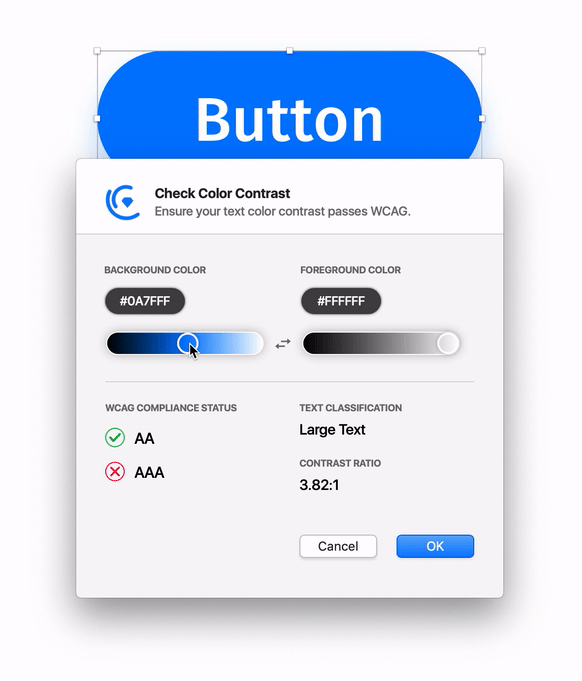 Button
Check Color Contrast
Ensure your text color contrast passes WCAG.
BACKGROUND COLOR
FOREGROUND COLOR
#0A7FFF
#FFFFFF
WCAG COMPLIANCE STATUS
AA
AAA
TEXT CLASSIFICATION
Large Text
CONTRAST RATIO
3.82:1
Cancel
OK